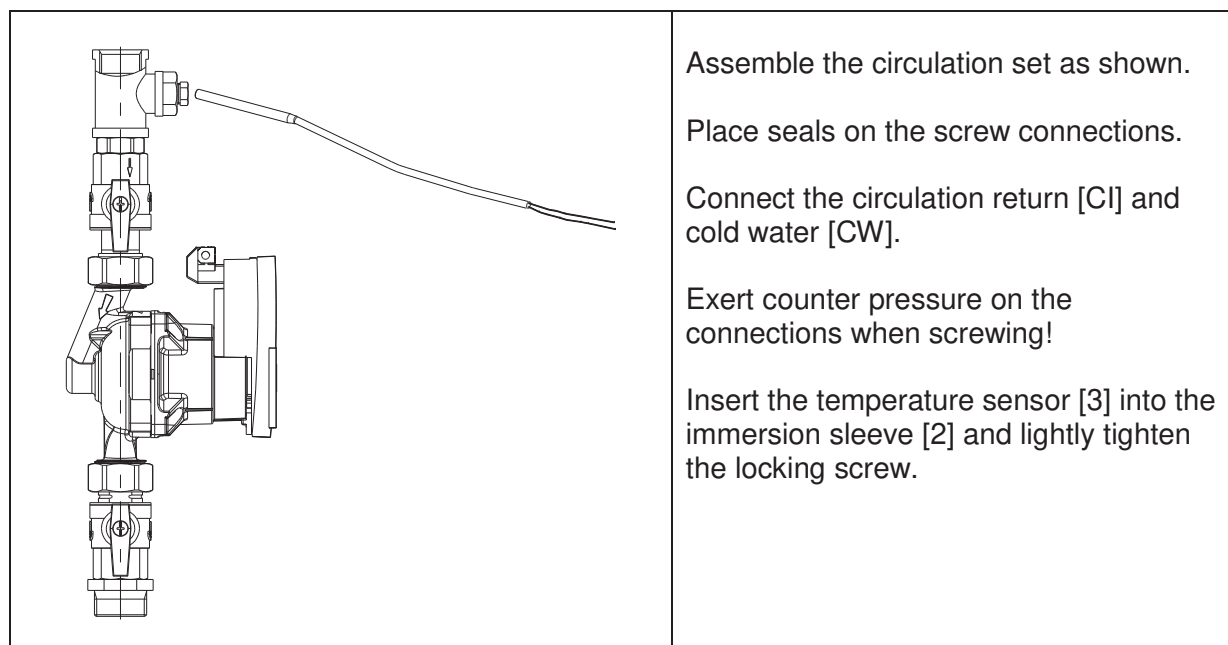 Assemble the circulation set as shown.
Place seals on the screw connections.
Connect the circulation return [CI] and
cold water [CW].
Exert counter pressure on the
connections when screwing!
Insert the temperature sensor [3] into the
immersion sleeve [2] and lightly tighten
the locking screw.